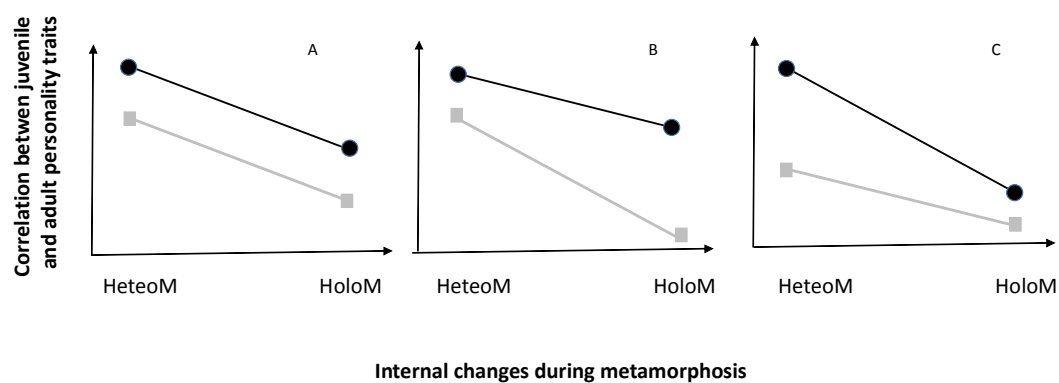 Correlation betwen juvenile
and adult personality traits
A
B
C
HeteoM
HoloM
HeteoM
HoloM
HeteoM
HoloM
Internal changes during metamorphosis